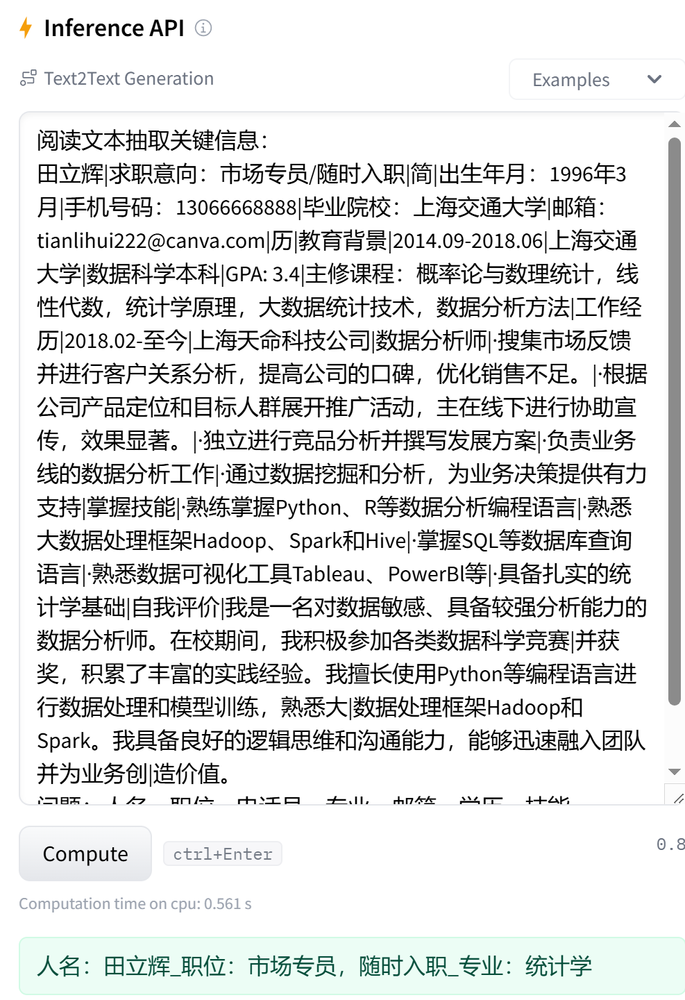 Inference API
Text2Text Generation
Examples
阅读文本抽取关键信息：
田立辉|求职意向：市场专员/随时入职|简|出生年月：1996年3
月|手机号码：13066668888|毕业院校：上海交通大学|邮箱：
tianlihui222@canva.com|历|教育背景|2014.09-2018.06|上海交通
大学|数据科学本科|GPA: 3.4|主修课程：概率论与数理统计，线
性代数，统计学原理，大数据统计技术，数据分析方法|工作经
历|2018.02-至今|上海天命科技公司|数据分析师|·搜集市场反馈
并进行客户关系分析，提高公司的口碑，优化销售不足。|·根据
公司产品定位和目标人群展开推广活动，主在线下进行协助宣
传，效果显著。|·独立进行竞品分析并撰写发展方案|·负责业务
线的数据分析工作|·通过数据挖掘和分析，为业务决策提供有力
支持|掌握技能|·熟练掌握Python、R等数据分析编程语言|·熟悉
大数据处理框架Hadoop、Spark和Hive|·掌握SQL等数据库查询
语言|·熟悉数据可视化工具Tableau、PowerBl等|·具备扎实的统
计学基础|自我评价|我是一名对数据敏感、具备较强分析能力的
数据分析师。在校期间，我积极参加各类数据科学竞赛|并获
奖，积累了丰富的实践经验。我擅长使用Python等编程语言进
行数据处理和模型训练，熟悉大|数据处理框架Hadoop和
Spark。我具备良好的逻辑思维和沟通能力，能够迅速融入团队
并为业务创|造价值。
问题：人名，职位，电话号，专业，邮箱，学历，技能
Compute
ctrl+Enter
0.8
Computation time on cpu: 0.561 s
人名：田立辉_职位：市场专员，随时入职_专业：统计学